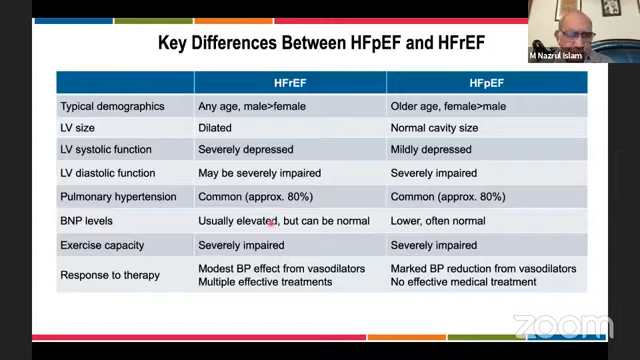 M Nazrul Islam
Key Differences Between HFpEF and HFrEF
HFrEF HFpEF
Typical demographics Any age, male>female Older age, female>male
LV size Dilated Normal cavity size
LV systolic function Severely depressed Mildly depressed
LV diastolic function May be severely impaired Severely impaired
Pulmonary hypertension Common (approx. 80%) Common (approx. 80%)
BNP levels Usually elevated, but can be normal Lower, often normal
Exercise capacity Severely impaired Severely impaired
Response to therapy Modest BP effect from vasodilators Marked BP reduction from vasodilators
Multiple effective treatments No effective medical treatment
zoom